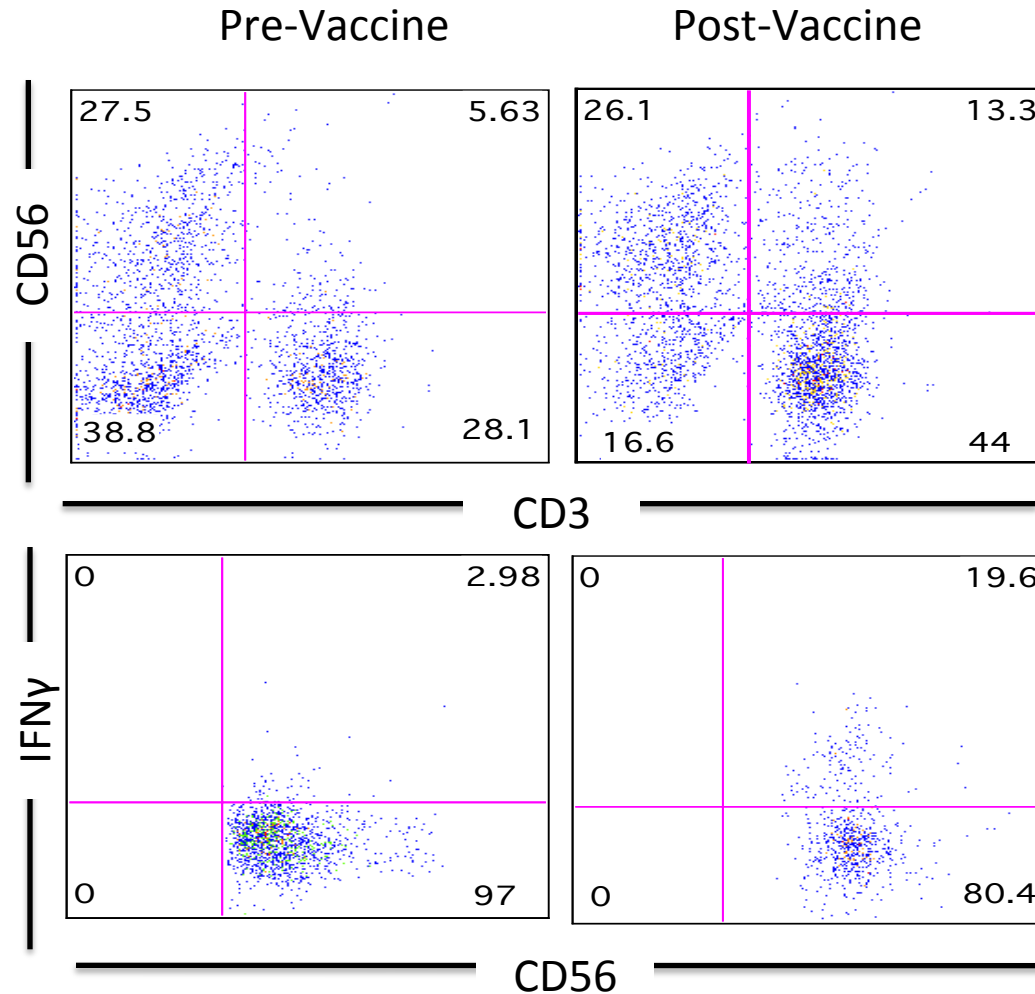 Pre-Vaccine Post-Vaccine
27.5 5.63 26.1 13.3
CD56
38.8 28.1 16.6 44
CD3
0 2.98 0 19.6
IFNγ
0 97 0 80.4
CD56